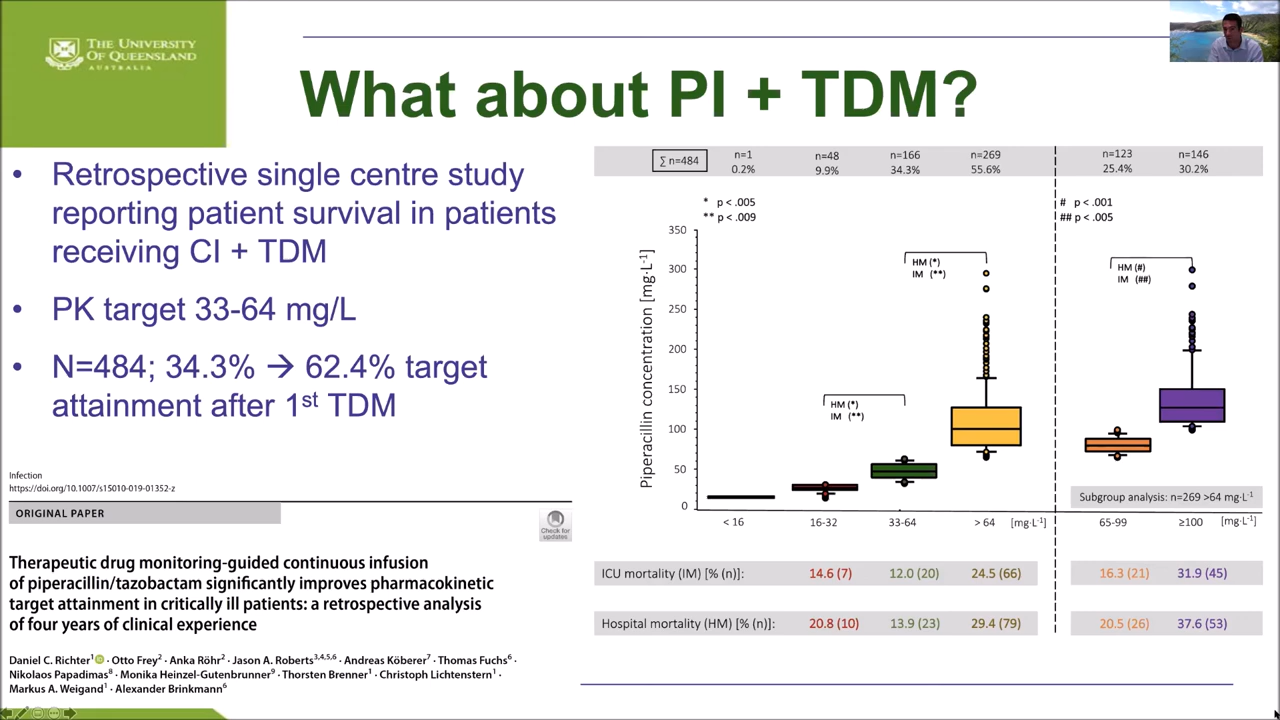 THE UNIVERSITY
OF QUEENSLAND
AUSTRALIA
What about PI + TDM?
• Retrospective single centre study
reporting patient survival in patients
receiving CI + TDM
• PK target 33-64 mg/L
• N=484; 34.3% → 62.4% target
attainment after 1st TDM
Infection
https://doi.org/10.1007/s15010-019-01352-z
ORIGINAL PAPER
Check for
updates
Therapeutic drug monitoring-guided continuous infusion
of piperacillin/tazobactam significantly improves pharmacokinetic
target attainment in critically ill patients: a retrospective analysis
of four years of clinical experience
Daniel C. Richter1 · Otto Frey2 · Anka Röhr2 · Jason A. Roberts3,4,5,6 · Andreas Köberer7 · Thomas Fuchs6 ·
Nikolaos Papadimas8 · Monika Heinzel-Gutenbrunner9 · Thorsten Brenner1 · Christoph Lichtenstern1 ·
Markus A. Weigand1 · Alexander Brinkmann6
∑ n=484 n=1 n=48 n=166 n=269 n=123 n=146
0.2% 9.9% 34.3% 55.6% 25.4% 30.2%
* p < .005
** p < .009
# p < .001
## p < .005
Piperacillin concentration [mg·L-1]
350
300
250
200
150
100
50
0
HM (*)
IM (**)
HM (*)
IM (**)
HM (#)
IM (##)
Subgroup analysis: n=269 >64 mg·L-1
< 16 16-32 33-64 > 64 [mg·L-1] 65-99 ≥100 [mg·L-1]
ICU mortality (IM) [% (n)]: 14.6 (7) 12.0 (20) 24.5 (66) 16.3 (21) 31.9 (45)
Hospital mortality (HM) [% (n)]: 20.8 (10) 13.9 (23) 29.4 (79) 20.5 (26) 37.6 (53)